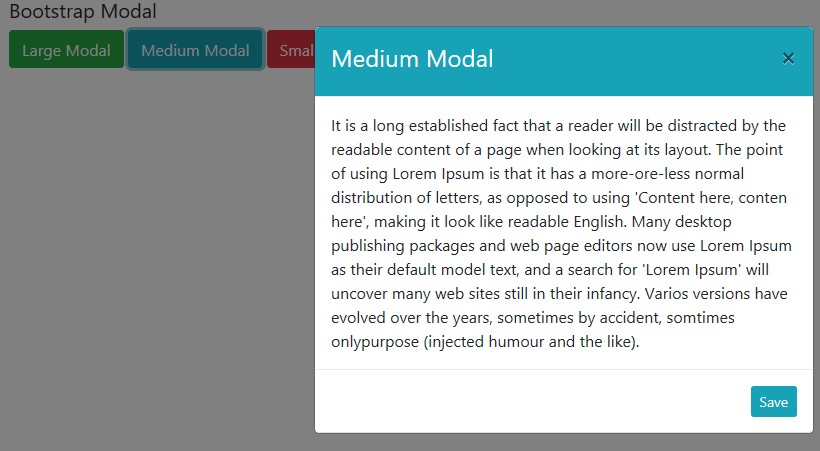 Bootstrap Modal
Large Modal Medium Modal Smal
Medium Modal ×
It is a long established fact that a reader will be distracted by the
readable content of a page when looking at its layout. The point
of using Lorem Ipsum is that it has a more-ore-less normal
distribution of letters, as opposed to using 'Content here, conten
here', making it look like readable English. Many desktop
publishing packages and web page editors now use Lorem Ipsum
as their default model text, and a search for 'Lorem Ipsum' will
uncover many web sites still in their infancy. Varios versions have
evolved over the years, sometimes by accident, somtimes
onlypurpose (injected humour and the like).
Save